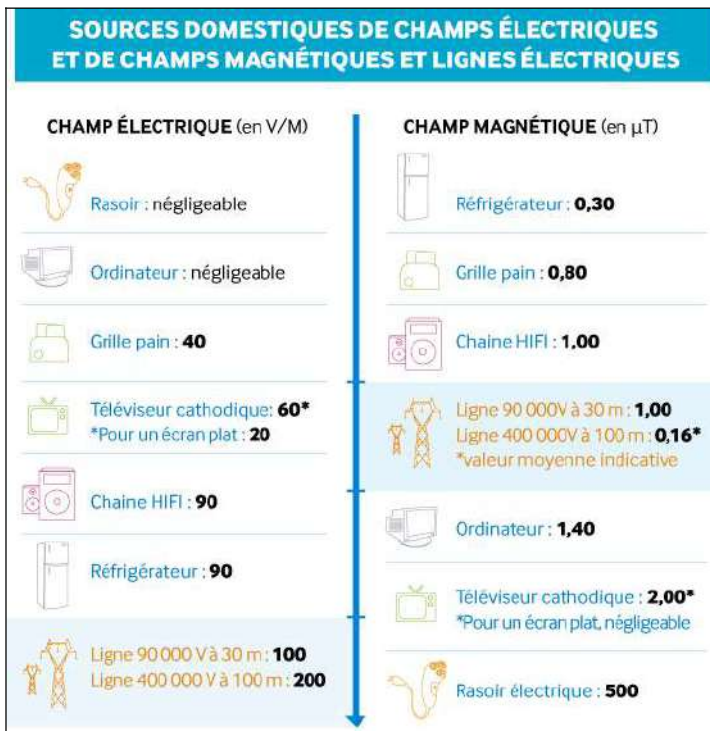 SOURCES DOMESTIQUES DE CHAMPS ÉLECTRIQUES
ET DE CHAMPS MAGNÉTIQUES ET LIGNES ÉLECTRIQUES
CHAMP ÉLECTRIQUE (en V/M)
Rasoir : négligeable
Ordinateur : négligeable
Grille pain : 40
Téléviseur cathodique: 60*
*Pour un écran plat : 20
Chaine HIFI : 90
Réfrigérateur : 90
Ligne 90 000 V à 30 m : 100
Ligne 400 000 V à 100 m : 200
CHAMP MAGNÉTIQUE (en µT)
Réfrigérateur : 0,30
Grille pain : 0,80
Chaine HIFI : 1,00
Ligne 90 000V à 30 m : 1,00
Ligne 400 000V à 100 m : 0,16*
*valeur moyenne indicative
Ordinateur : 1,40
Téléviseur cathodique : 2,00*
*Pour un écran plat, négligeable
Rasoir électrique : 500